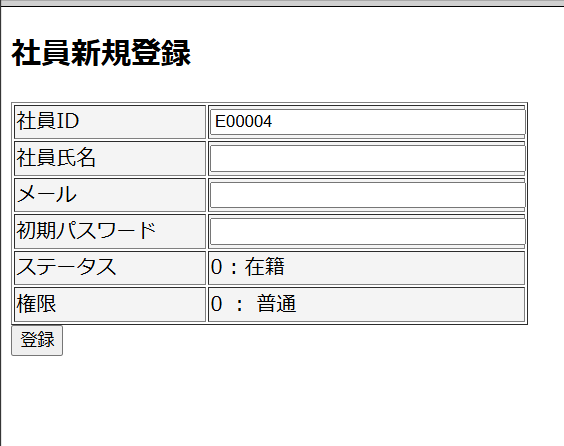 社員新規登録
社員ID E00004
社員氏名
メール
初期パスワード
ステータス 0：在籍
権限 0 ： 普通
登録